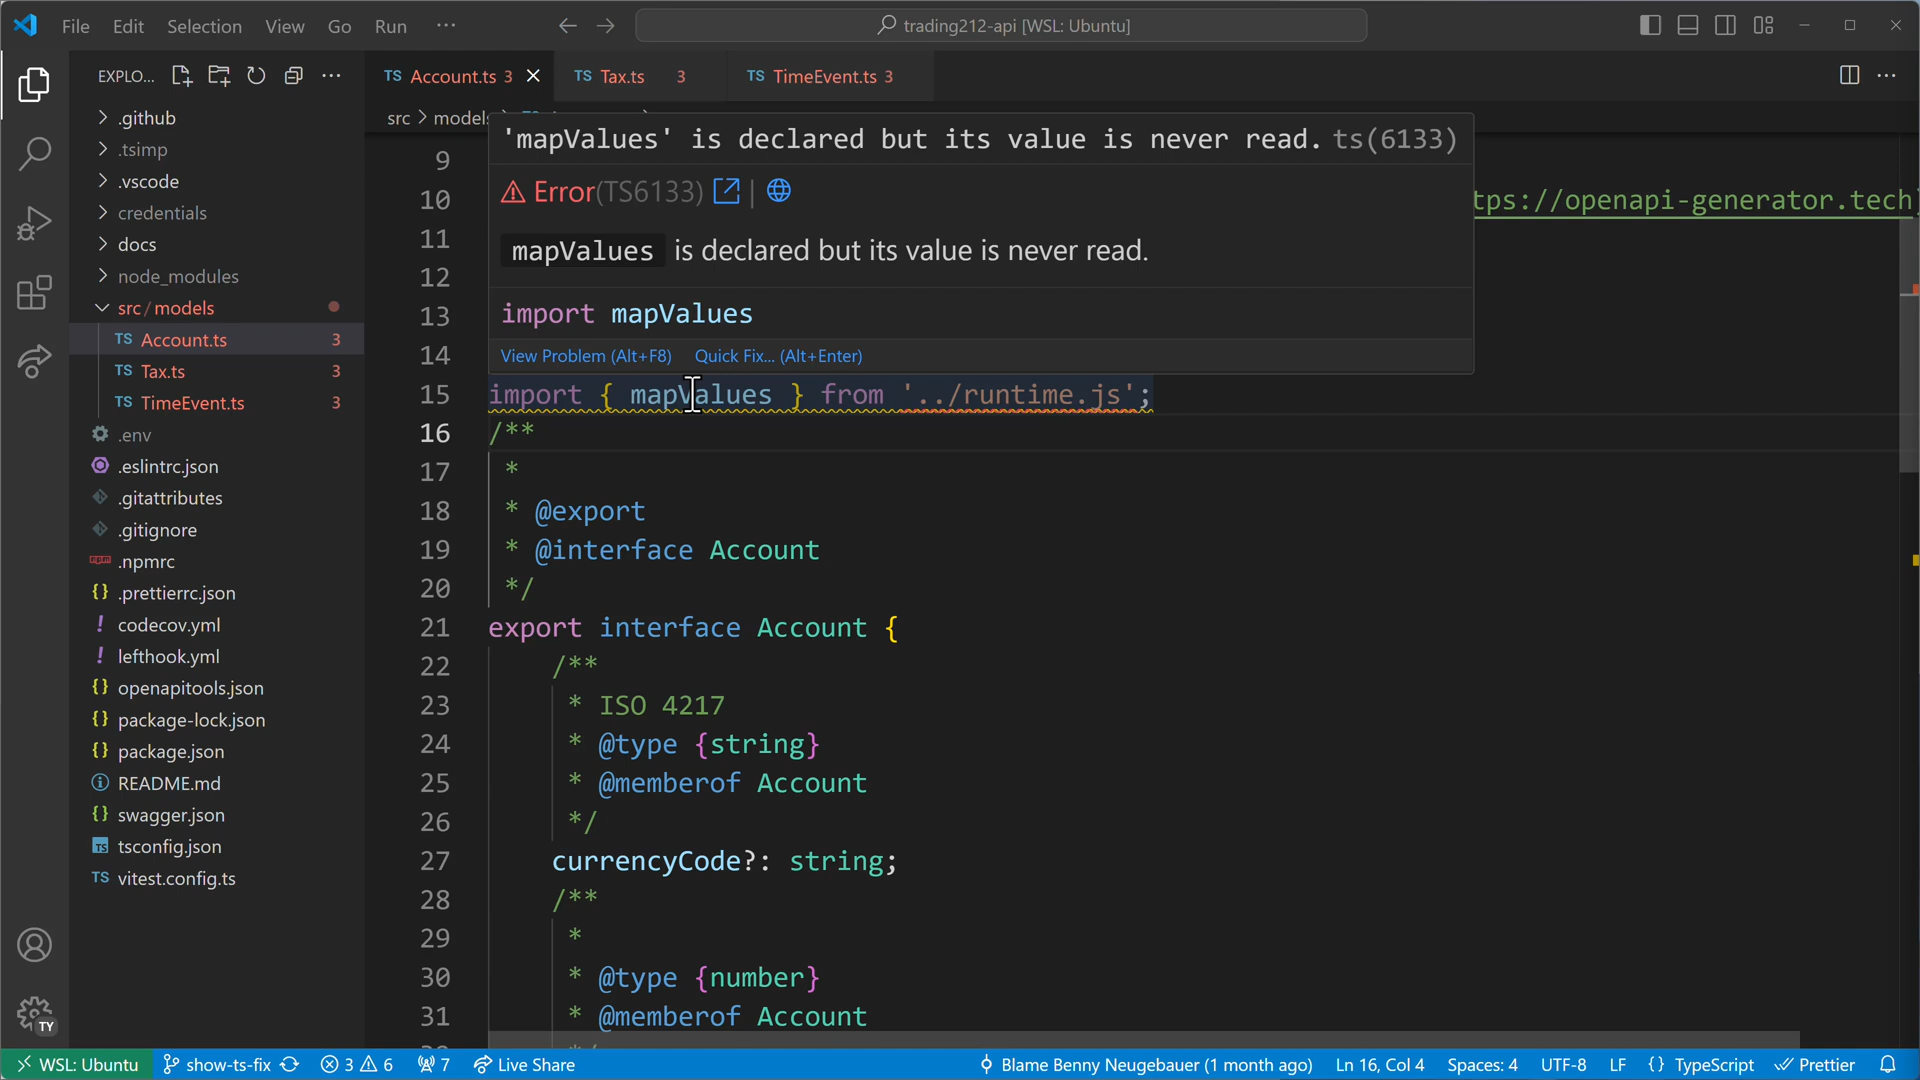 File Edit Selection View Go Run ···
trading212-api [WSL: Ubuntu]
EXPLO... ···
TS Account.ts 3
TS Tax.ts 3
TS TimeEvent.ts 3
···
.github
.tsimp
.vscode
credentials
docs
node_modules
src / models
TS Account.ts 3
TS Tax.ts 3
TS TimeEvent.ts 3
.env
.eslintrc.json
.gitattributes
.gitignore
.npmrc
{} .prettierrc.json
! codecov.yml
! lefthook.yml
{} openapitools.json
{} package-lock.json
{} package.json
README.md
{} swagger.json
TS tsconfig.json
TS vitest.config.ts
TY
src > models
'mapValues' is declared but its value is never read. ts(6133)
Error(TS6133) |
mapValues is declared but its value is never read.
import mapValues
View Problem (Alt+F8) Quick Fix... (Alt+Enter)
9
10 tps://openapi-generator.tech
11
12
13
14
15 import { mapValues } from '../runtime.js';
16 /**
17 *
18 * @export
19 * @interface Account
20 */
21 export interface Account {
22 /**
23 * ISO 4217
24 * @type {string}
25 * @memberof Account
26 */
27 currencyCode?: string;
28 /**
29 *
30 * @type {number}
31 * @memberof Account
WSL: Ubuntu show-ts-fix 3 6 7 Live Share Blame Benny Neugebauer (1 month ago) Ln 16, Col 4 Spaces: 4 UTF-8 LF {} TypeScript Prettier